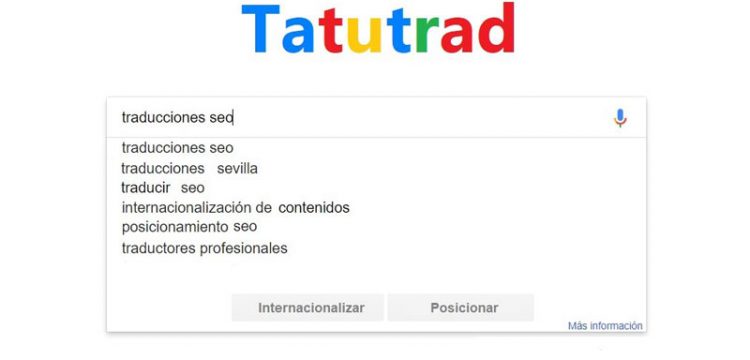 Tatutrad
traducciones seo
traducciones seo
traducciones sevilla
traducir seo
internacionalización de contenidos
posicionamiento seo
traductores profesionales
Internacionalizar Posicionar
Más información